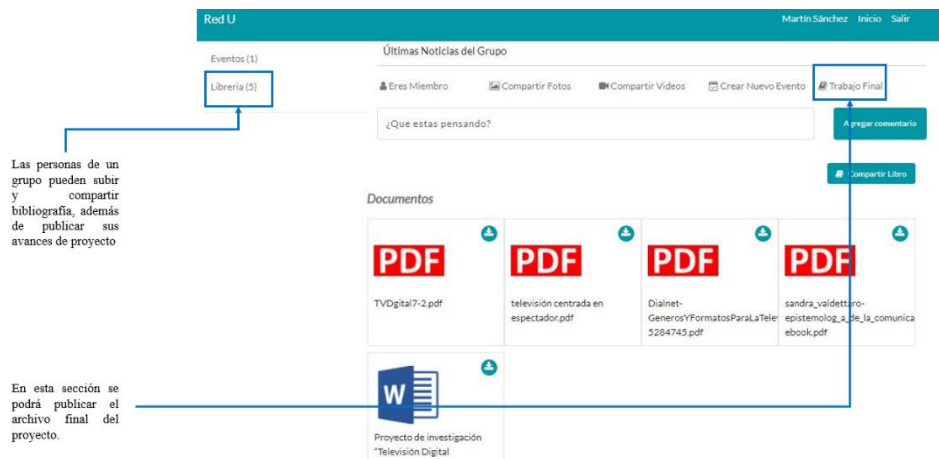 Red U
Martín Sánchez Inicio Salir
Eventos (1)
Libreria (5)
Últimas Noticias del Grupo
Eres Miembro Compartir Fotos Compartir Videos Crear Nuevo Evento Trabajo Final
¿Que estas pensando?
Agregar comentario
Compartir Libro
Las personas de un
grupo pueden subir
y compartir
bibliografía, además
de publicar sus
avances de proyecto
Documentos
PDF
TVDgital7-2.pdf
PDF
televisión centrada en
espectador.pdf
PDF
Dialnet-
GenerosYFormatosParaLaTele
5284745.pdf
PDF
sandra_valdettaro-
epistemolog_a_de_la_comunica
ebook.pdf
W
Proyecto de investigación
"Televisión Digital
En esta sección se
podrá publicar el
archivo final del
proyecto.